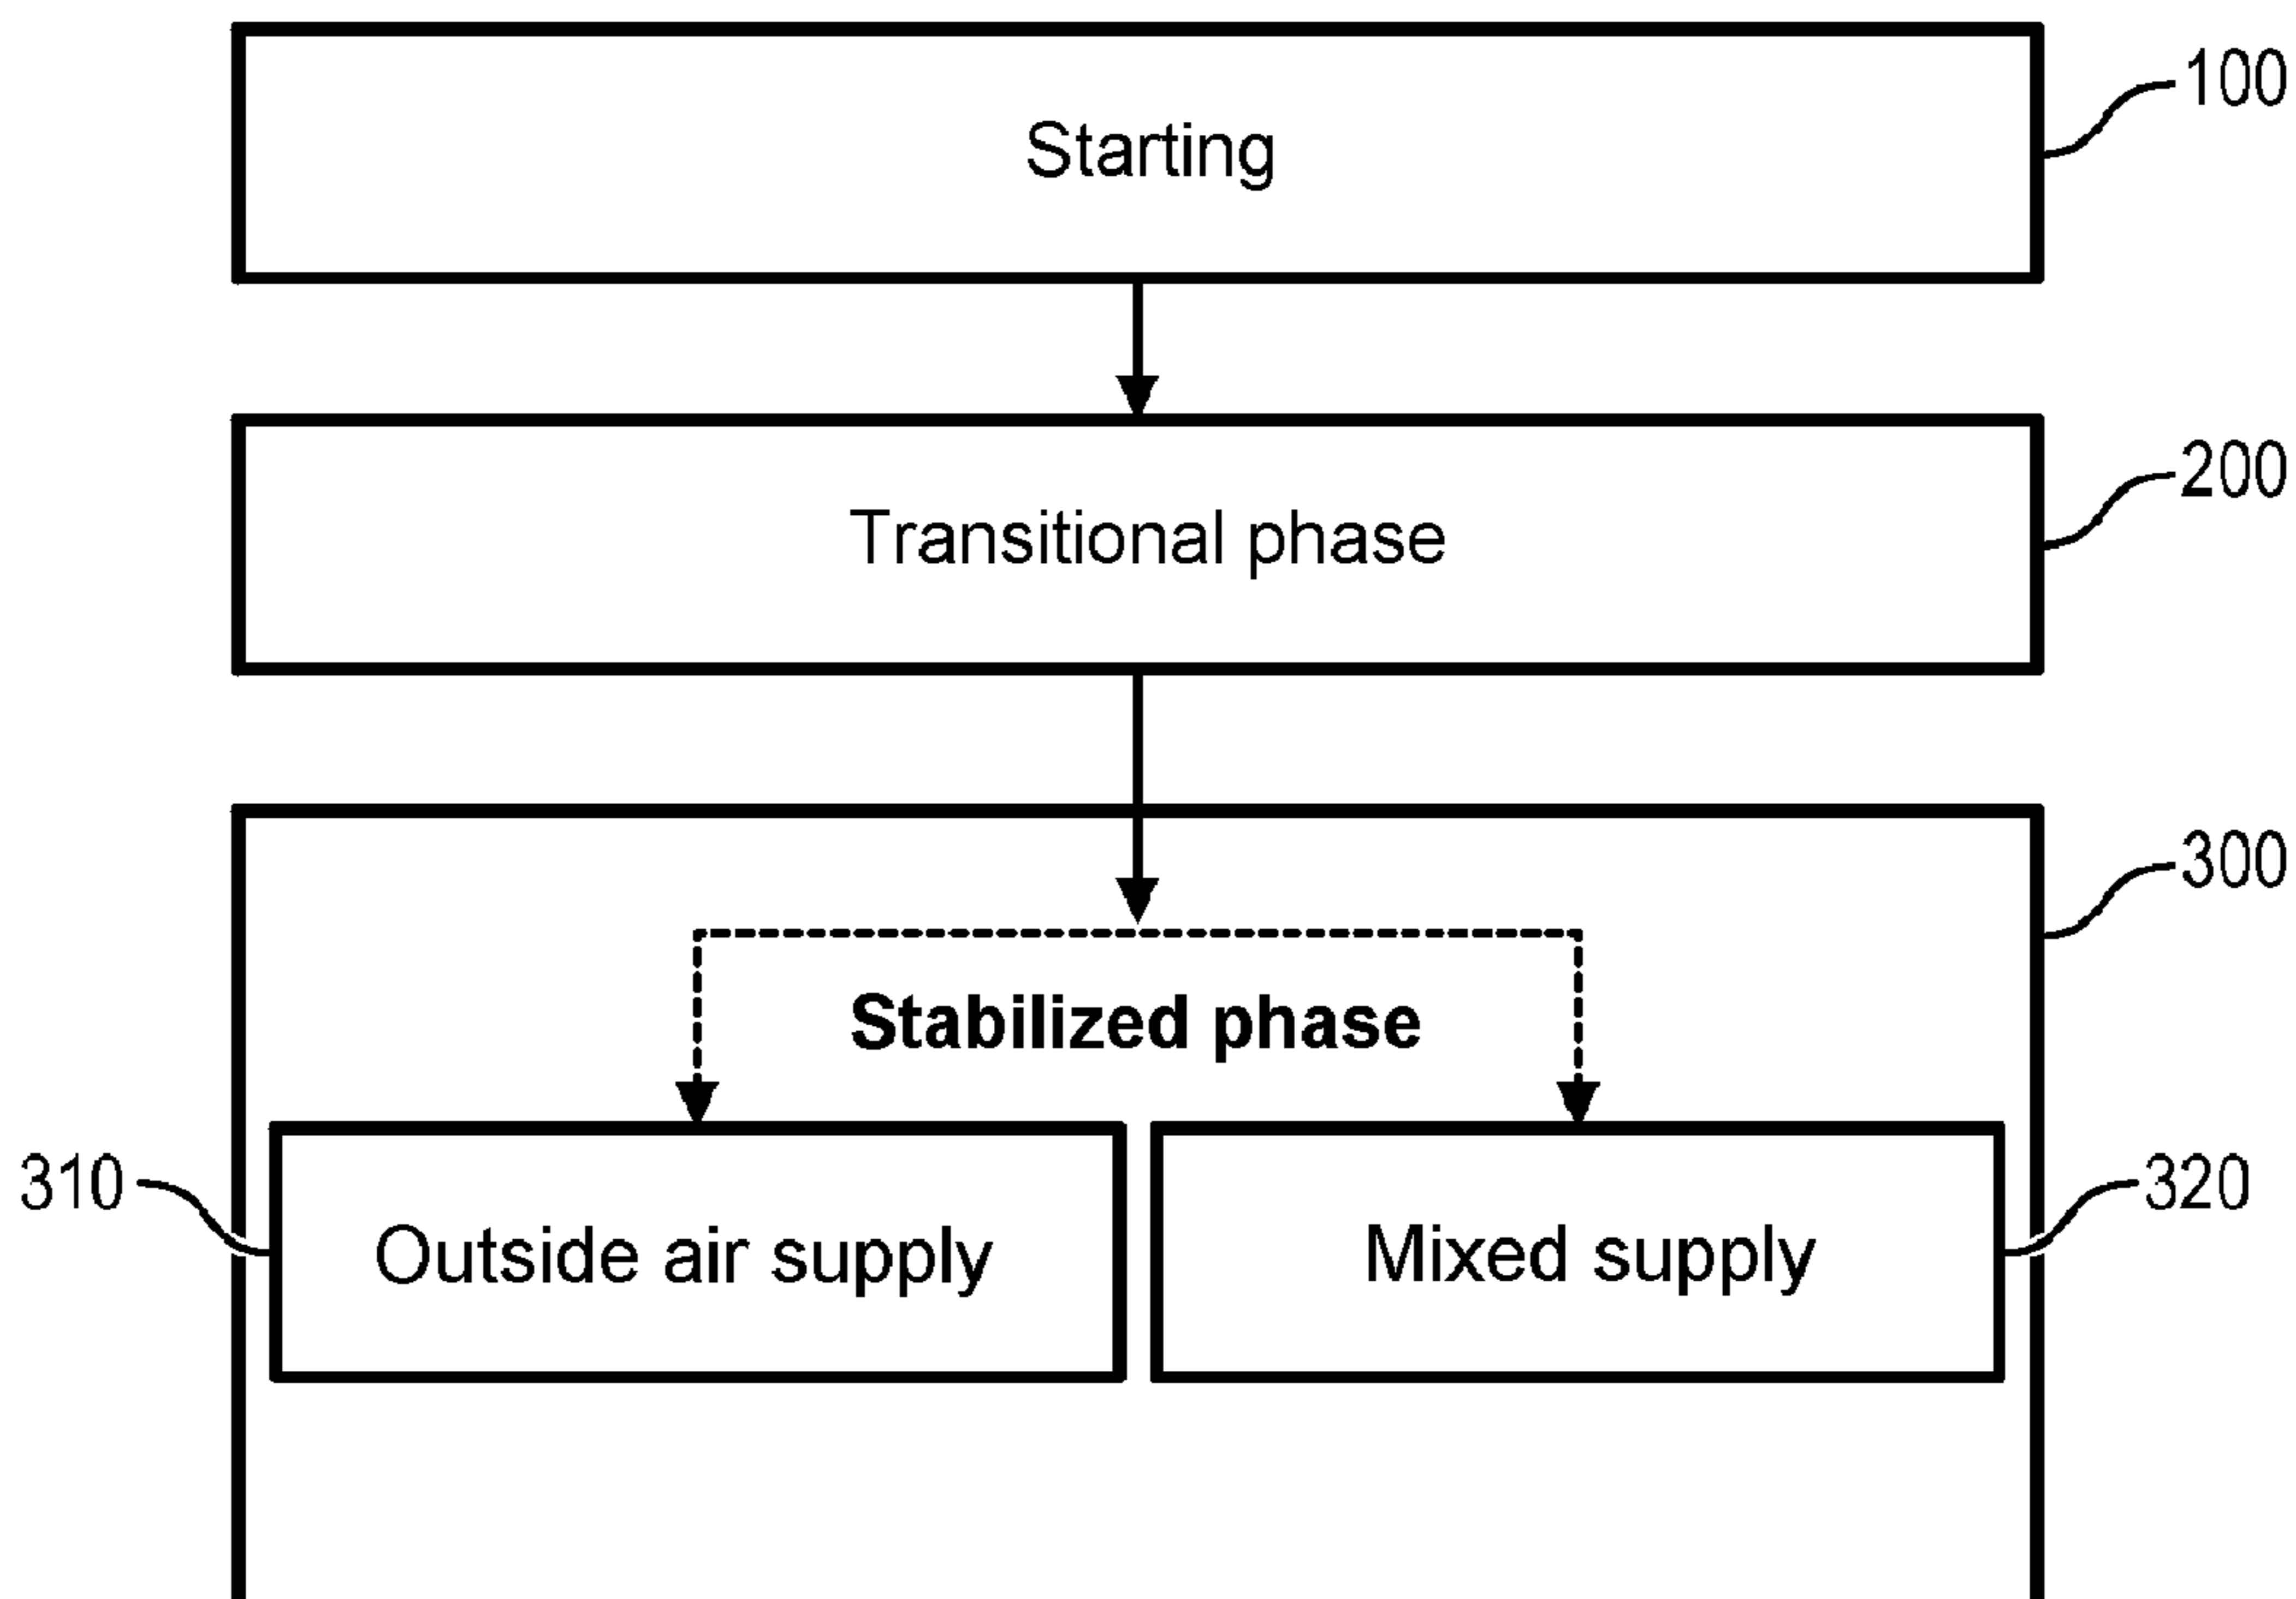 100
Starting
200
Transitional phase
300
Stabilized phase
310
Outside air supply
Mixed supply
320